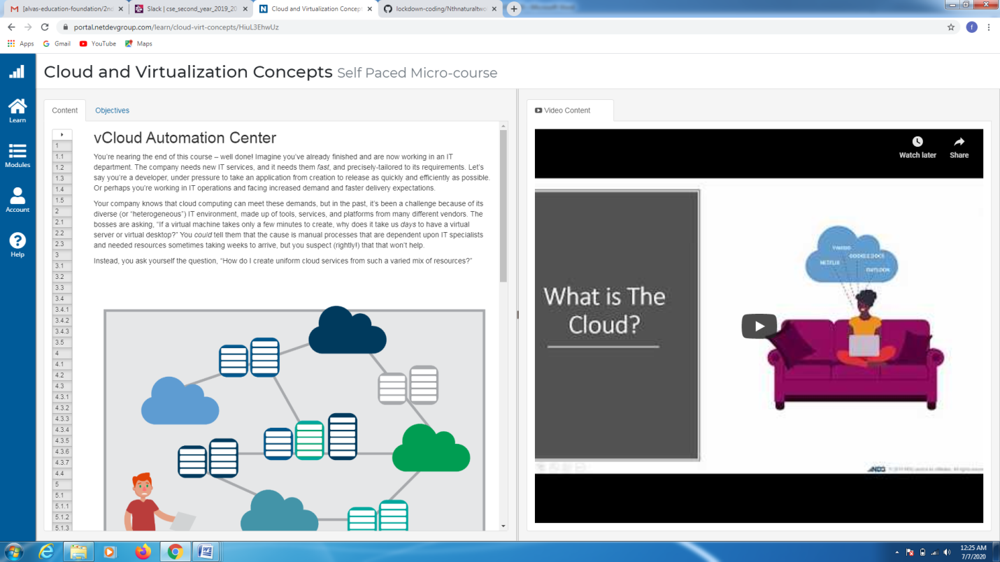 [alvas-education-foundation/2nd
Slack | cse_second_year_2019_20
Cloud and Virtualization Concept
lockdown-coding/Nthnaturaltwo
portal.netdevgroup.com/learn/cloud-virt-concepts/HiuL3EhwUz
f
Apps Gmail YouTube Maps
Cloud and Virtualization Concepts Self Paced Micro-course
Learn
Modules
Account
Help
Content Objectives
1
1.1
1.2
1.3
1.4
1.5
2
2.1
2.2
2.3
3
3.1
3.2
3.3
3.4
3.4.1
3.4.2
3.4.3
3.5
4
4.1
4.2
4.3
4.3.1
4.3.2
4.3.3
4.3.4
4.3.5
4.3.6
4.3.7
4.4
5
5.1
5.1.1
5.1.2
5.1.3
vCloud Automation Center
You're nearing the end of this course – well done! Imagine you've already finished and are now working in an IT
department. The company needs new IT services, and it needs them fast, and precisely-tailored to its requirements. Let's
say you're a developer, under pressure to take an application from creation to release as quickly and efficiently as possible.
Or perhaps you're working in IT operations and facing increased demand and faster delivery expectations.
Your company knows that cloud computing can meet these demands, but in the past, it's been a challenge because of its
diverse (or “heterogeneous”) IT environment, made up of tools, services, and platforms from many different vendors. The
bosses are asking, “If a virtual machine takes only a few minutes to create, why does it take us days to have a virtual
server or virtual desktop?” You could tell them that the cause is manual processes that are dependent upon IT specialists
and needed resources sometimes taking weeks to arrive, but you suspect (rightly!) that that won't help.
Instead, you ask yourself the question, “How do I create uniform cloud services from such a varied mix of resources?”
Video Content
Watch later Share
What is The
Cloud?
YAHOO
GOOGLE DOCS
NETFLIX
OUTLOOK
NDG
12:25 AM
7/7/2020